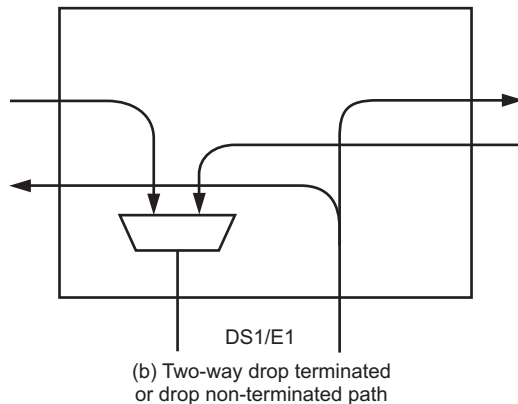 DS1/E1
(b) Two-way drop terminated
or drop non-terminated path